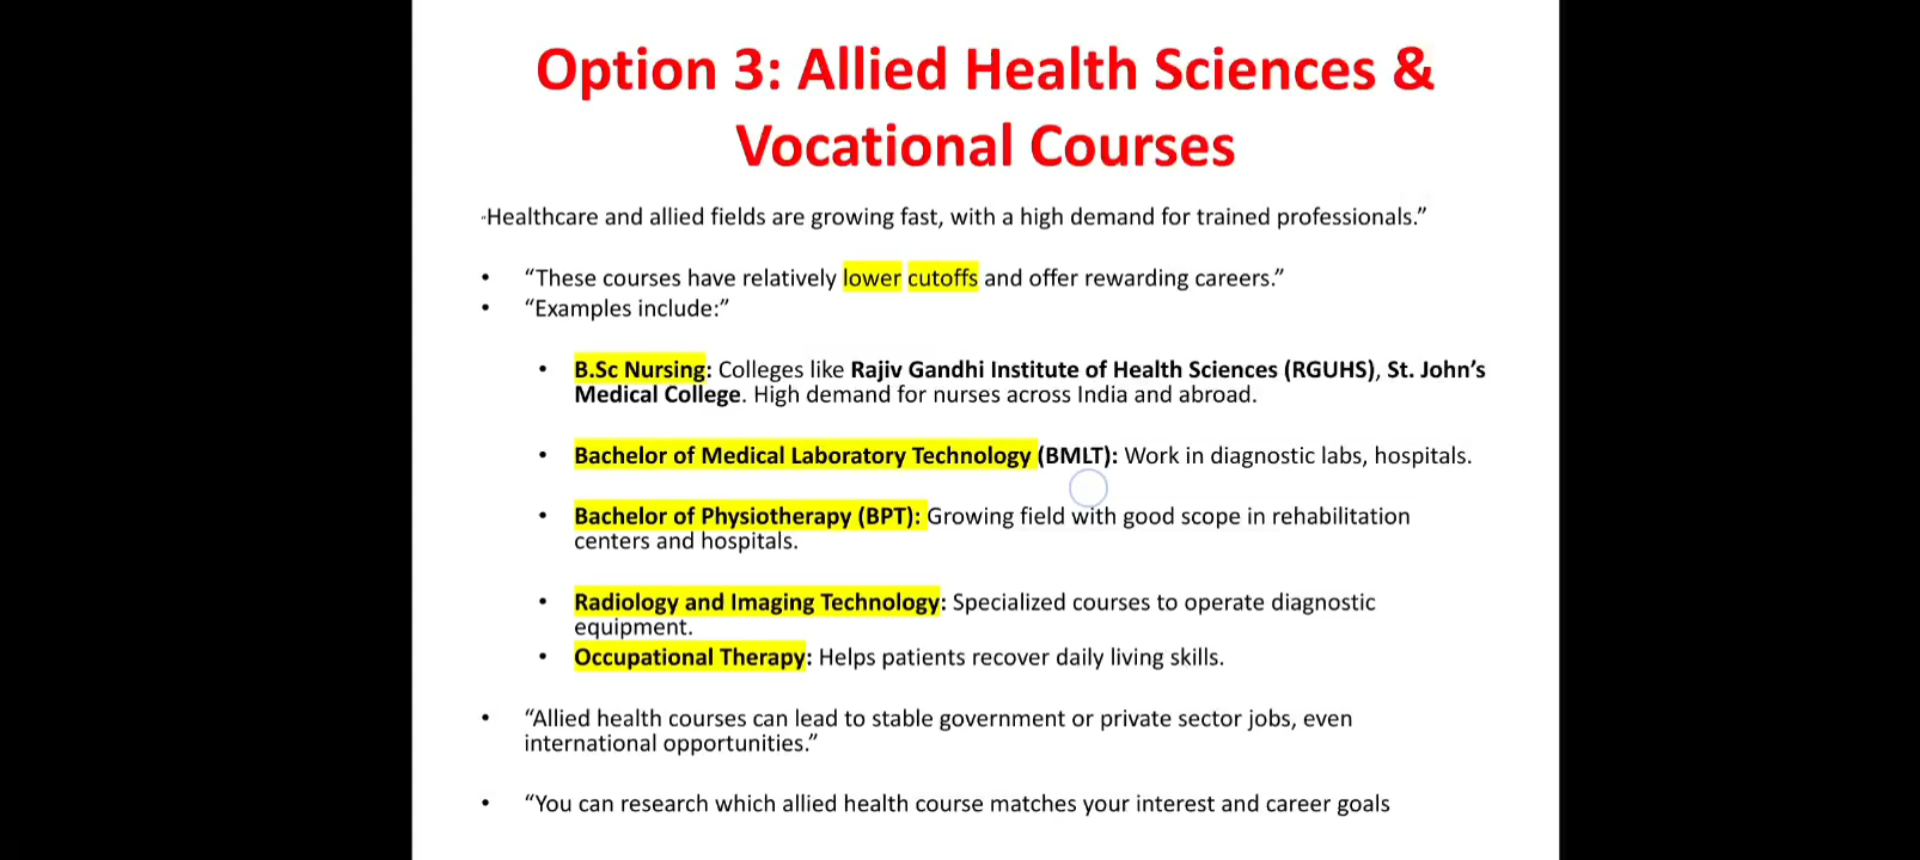 Option 3: Allied Health Sciences &
Vocational Courses
“Healthcare and allied fields are growing fast, with a high demand for trained professionals.”
• “These courses have relatively lower cutoffs and offer rewarding careers.”
• “Examples include:”
• B.Sc Nursing: Colleges like Rajiv Gandhi Institute of Health Sciences (RGUHS), St. John’s
Medical College. High demand for nurses across India and abroad.
• Bachelor of Medical Laboratory Technology (BMLT): Work in diagnostic labs, hospitals.
• Bachelor of Physiotherapy (BPT): Growing field with good scope in rehabilitation
centers and hospitals.
• Radiology and Imaging Technology: Specialized courses to operate diagnostic
equipment.
• Occupational Therapy: Helps patients recover daily living skills.
• “Allied health courses can lead to stable government or private sector jobs, even
international opportunities.”
• “You can research which allied health course matches your interest and career goals